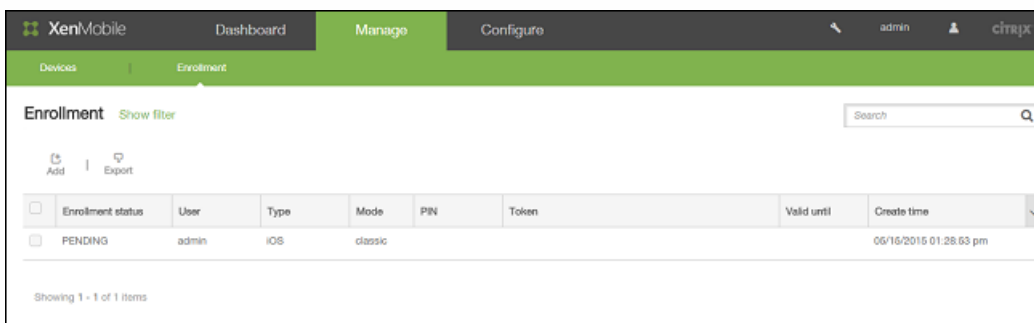 XenMobile Dashboard Manage Configure admin citrix
Devices | Enrollment
Enrollment Show filter Search
Add | Export
Enrollment status User Type Mode PIN Token Valid until Create time
PENDING admin iOS classic 06/16/2015 01:28:53 pm
Showing 1 - 1 of 1 items